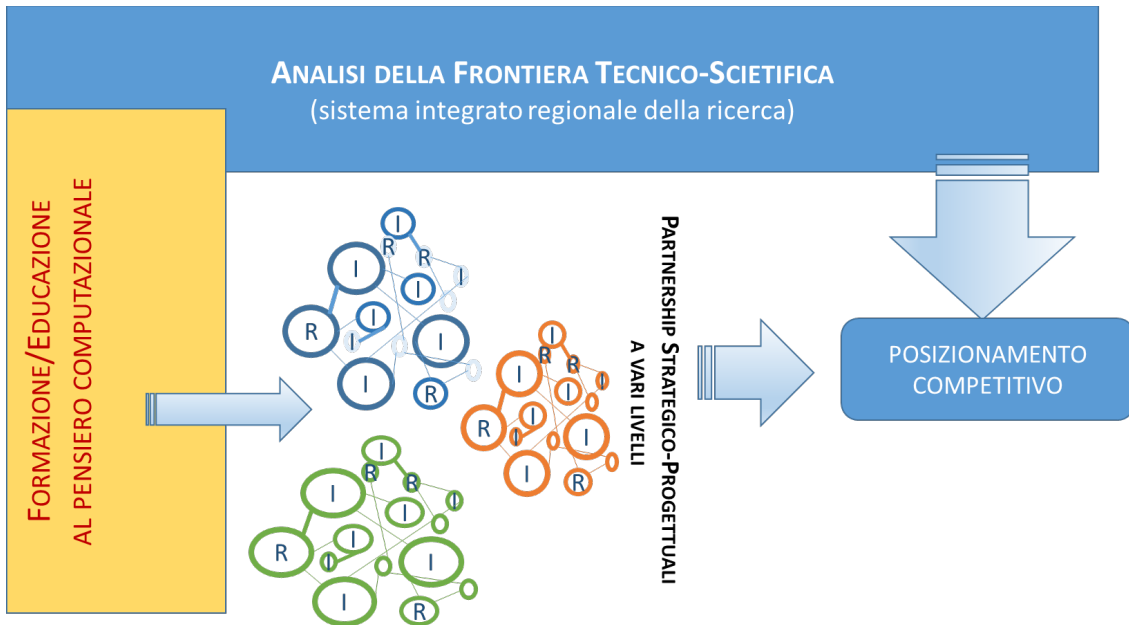 ANALISI DELLA FRONTIERA TECNICO-SCIETIFICA
(sistema integrato regionale della ricerca)
FORMAZIONE/EDUCAZIONE
AL PENSIERO COMPUTAZIONALE
I
R
R
I
I
I
I
R
I
I
I
R
I
R
R
I
I
I
I
R
I
I
I
R
I
R
R
I
I
I
I
R
I
I
I
R
PARTNERSHIP STRATEGICO-PROGETTUALI
A VARI LIVELLI
POSIZIONAMENTO
COMPETITIVO